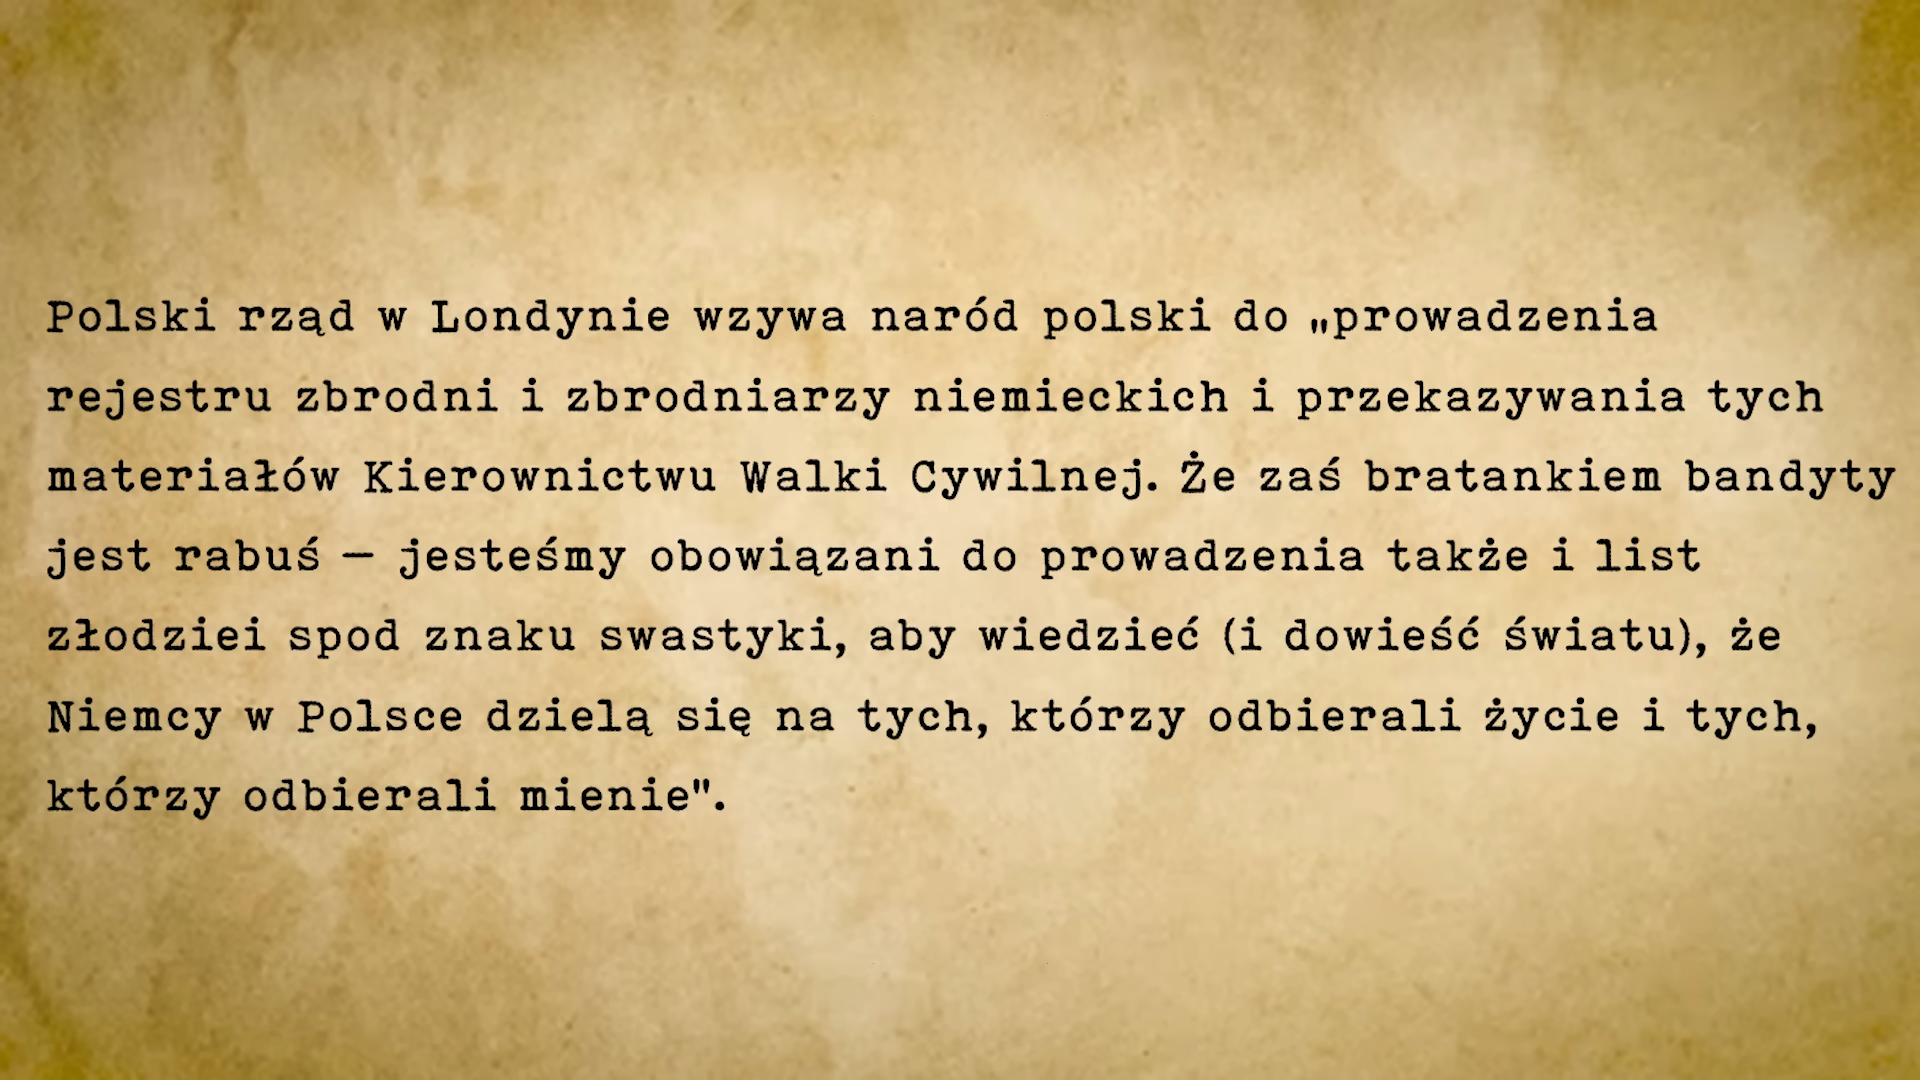 Polski rząd w Londynie wzywa naród polski do „prowadzenia
rejestru zbrodni i zbrodniarzy niemieckich i przekazywania tych
materiałów Kierownictwu Walki Cywilnej. Że zaś bratankiem bandyty
jest rabuś — jesteśmy obowiązani do prowadzenia także i list
złodziei spod znaku swastyki, aby wiedzieć (i dowieść światu), że
Niemcy w Polsce dzielą się na tych, którzy odbierali życie i tych,
którzy odbierali mienie".